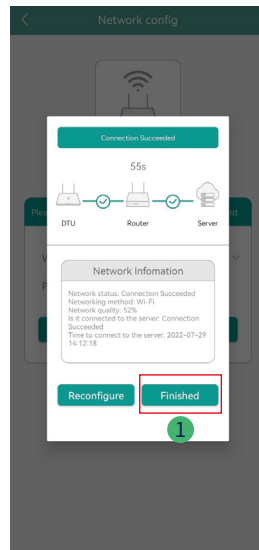 Network config
Connection Succeeded
55s
DTU Router Server
Plea
ed.
W
P
Network Infomation
Network status: Connection Succeeded
Networking method: Wi-Fi
Network quality: 52%
Is it connected to the server: Connection
Succeeded
Time to connect to the server: 2022-07-29
14:12:18
Reconfigure Finished
1